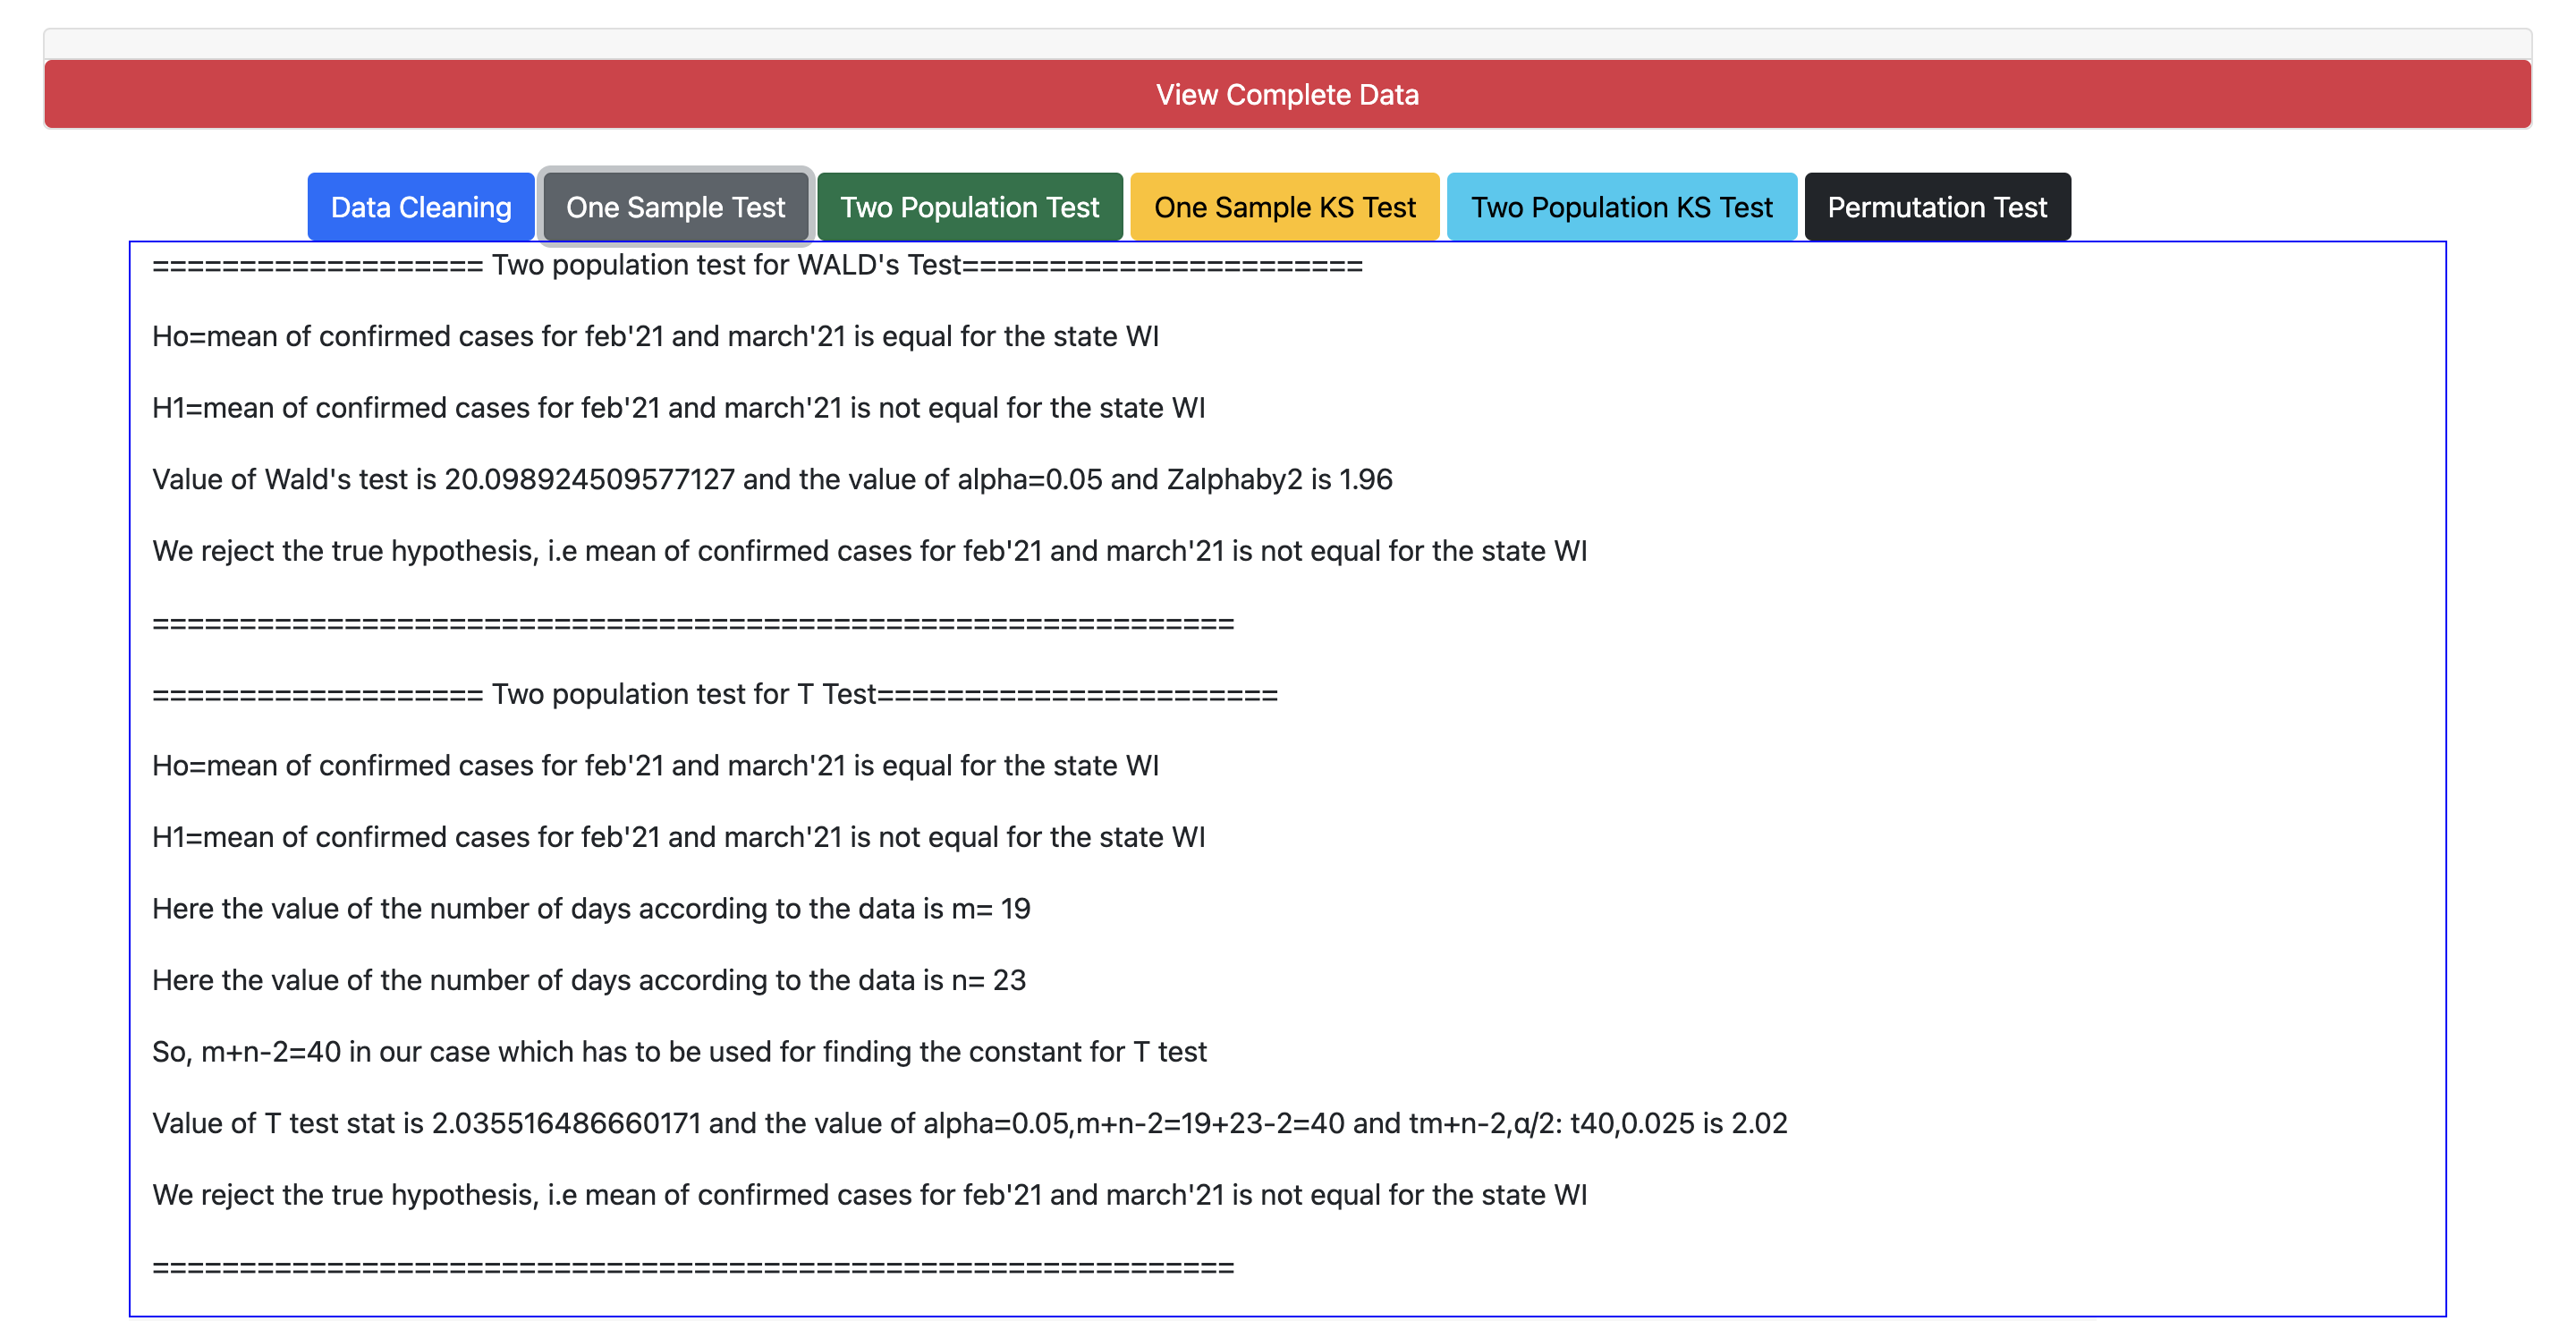 View Complete Data
Data Cleaning One Sample Test Two Population Test One Sample KS Test Two Population KS Test Permutation Test
=================== Two population test for WALD's Test=======================
Ho=mean of confirmed cases for feb'21 and march'21 is equal for the state WI
H1=mean of confirmed cases for feb'21 and march'21 is not equal for the state WI
Value of Wald's test is 20.098924509577127 and the value of alpha=0.05 and Zalphaby2 is 1.96
We reject the true hypothesis, i.e mean of confirmed cases for feb'21 and march'21 is not equal for the state WI
==============================================================
=================== Two population test for T Test=======================
Ho=mean of confirmed cases for feb'21 and march'21 is equal for the state WI
H1=mean of confirmed cases for feb'21 and march'21 is not equal for the state WI
Here the value of the number of days according to the data is m= 19
Here the value of the number of days according to the data is n= 23
So, m+n-2=40 in our case which has to be used for finding the constant for T test
Value of T test stat is 2.035516486660171 and the value of alpha=0.05,m+n-2=19+23-2=40 and tm+n-2,α/2: t40,0.025 is 2.02
We reject the true hypothesis, i.e mean of confirmed cases for feb'21 and march'21 is not equal for the state WI
==============================================================